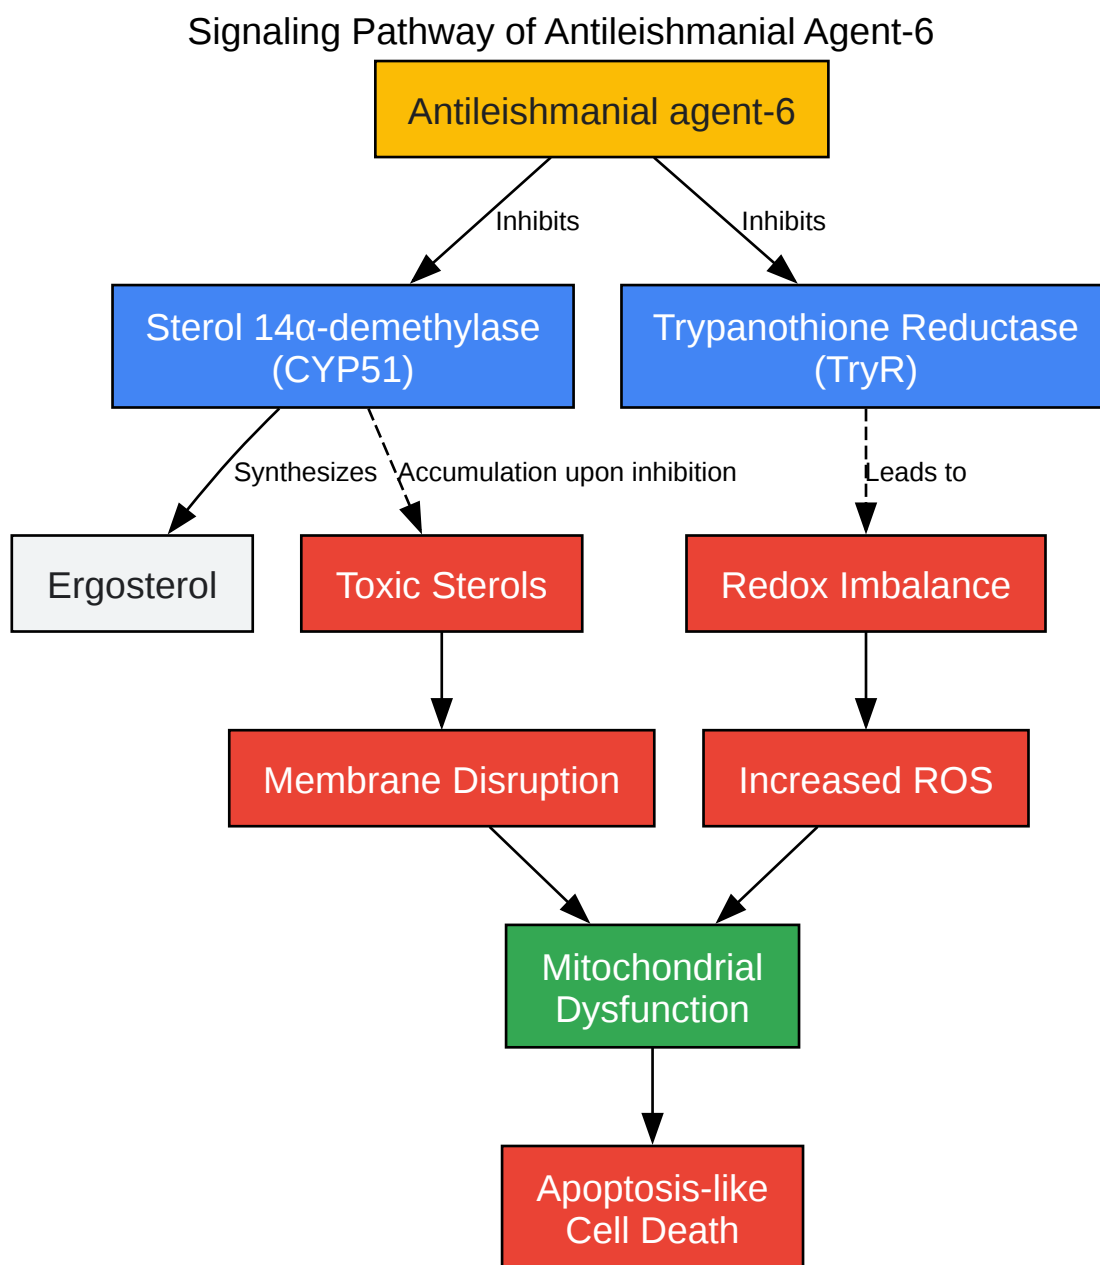 Signaling Pathway of Antileishmanial Agent-6
Antileishmanial agent-6
Inhibits
Inhibits
Sterol 14α-demethylase
(CYP51)
Trypanothione Reductase
(TryR)
Synthesizes
Accumulation upon inhibition
Leads to
Ergosterol
Toxic Sterols
Redox Imbalance
Membrane Disruption
Increased ROS
Mitochondrial
Dysfunction
Apoptosis-like
Cell Death